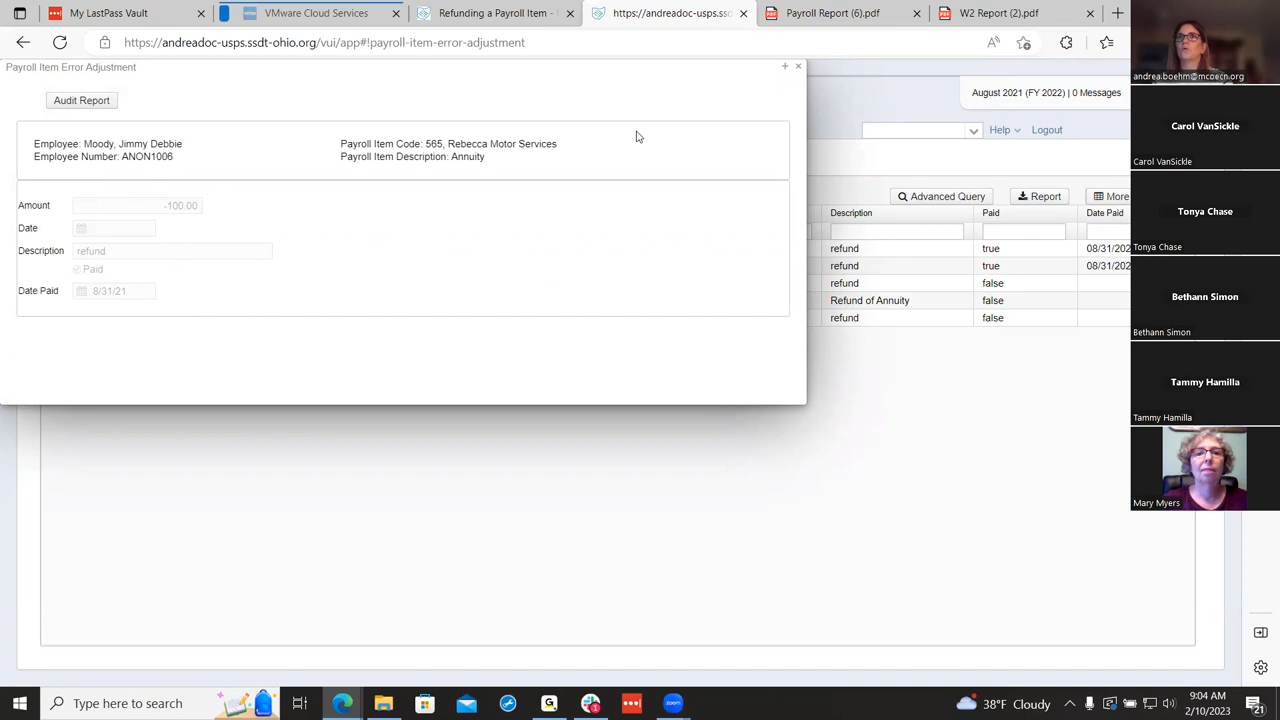 My LastPass Vault
VMware Cloud Services
Refunding a Payroll Item -
https://andreadoc-usps.ssd
Payroll Report (6).pdf
W2 Report (2).pdf
https://andreadoc-usps.ssdt-ohio.org/vui/app#!payroll-item-error-adjustment
Payroll Item Error Adjustment
Audit Report
Employee: Moody, Jimmy Debbie
Employee Number: ANON1006
Payroll Item Code: 565, Rebecca Motor Services
Payroll Item Description: Annuity
Amount -100.00
Date
Description refund
Paid
Date Paid 8/31/21
August 2021 (FY 2022) | 0 Messages
Help Logout
Advanced Query Report More
Description Paid Date Paid
refund true 08/31/202
refund true 08/31/202
refund false
Refund of Annuity false
refund false
andrea.boehm@mcoecn.org
Carol VanSickle
Carol VanSickle
Tonya Chase
Tonya Chase
Bethann Simon
Bethann Simon
Tammy Hamilla
Tammy Hamilla
Mary Myers
Type here to search
zoom
38°F Cloudy
9:04 AM
2/10/2023
21